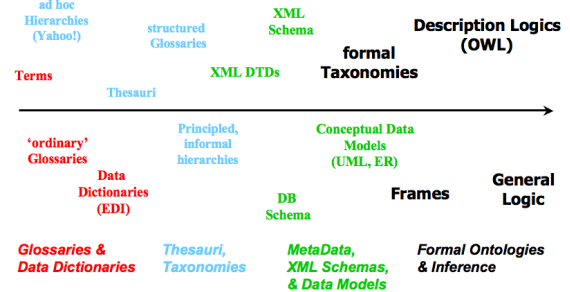 ad hoc
Hierarchies
(Yahoo!)
structured
Glossaries
XML
Schema
Description Logics
(OWL)
formal
Taxonomies
Terms
XML DTDs
Thesauri
‘ordinary’
Glossaries
Principled,
informal
hierarchies
Conceptual Data
Models
(UML, ER)
Data
Dictionaries
(EDI)
DB
Schema
Frames
General
Logic
Glossaries &
Data Dictionaries
Thesauri,
Taxonomies
MetaData,
XML Schemas,
& Data Models
Formal Ontologies
& Inference